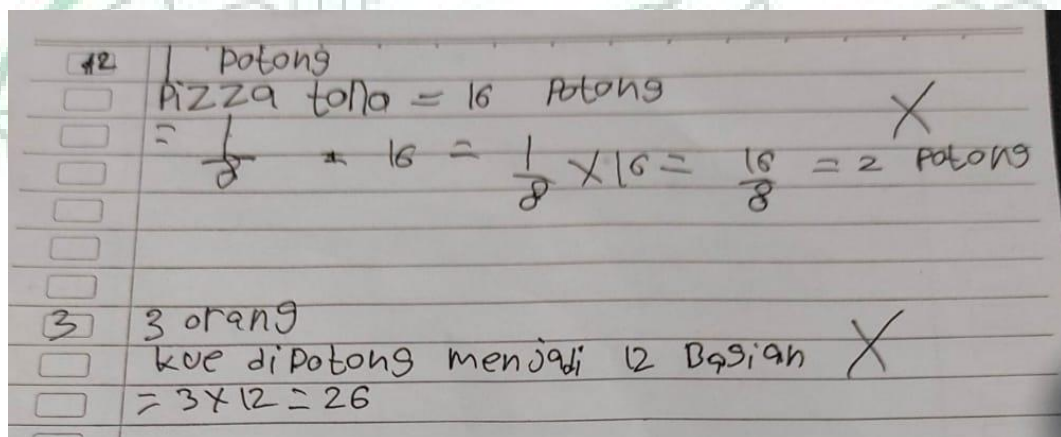 2 1 potong
Pizza tona = 16 Potong
= 1/8 16 = 1/8 X 16 = 16/8 = 2 Potong
3 3 orang
kue dipotong menjadi 12 Bagian
= 3 X 12 = 26